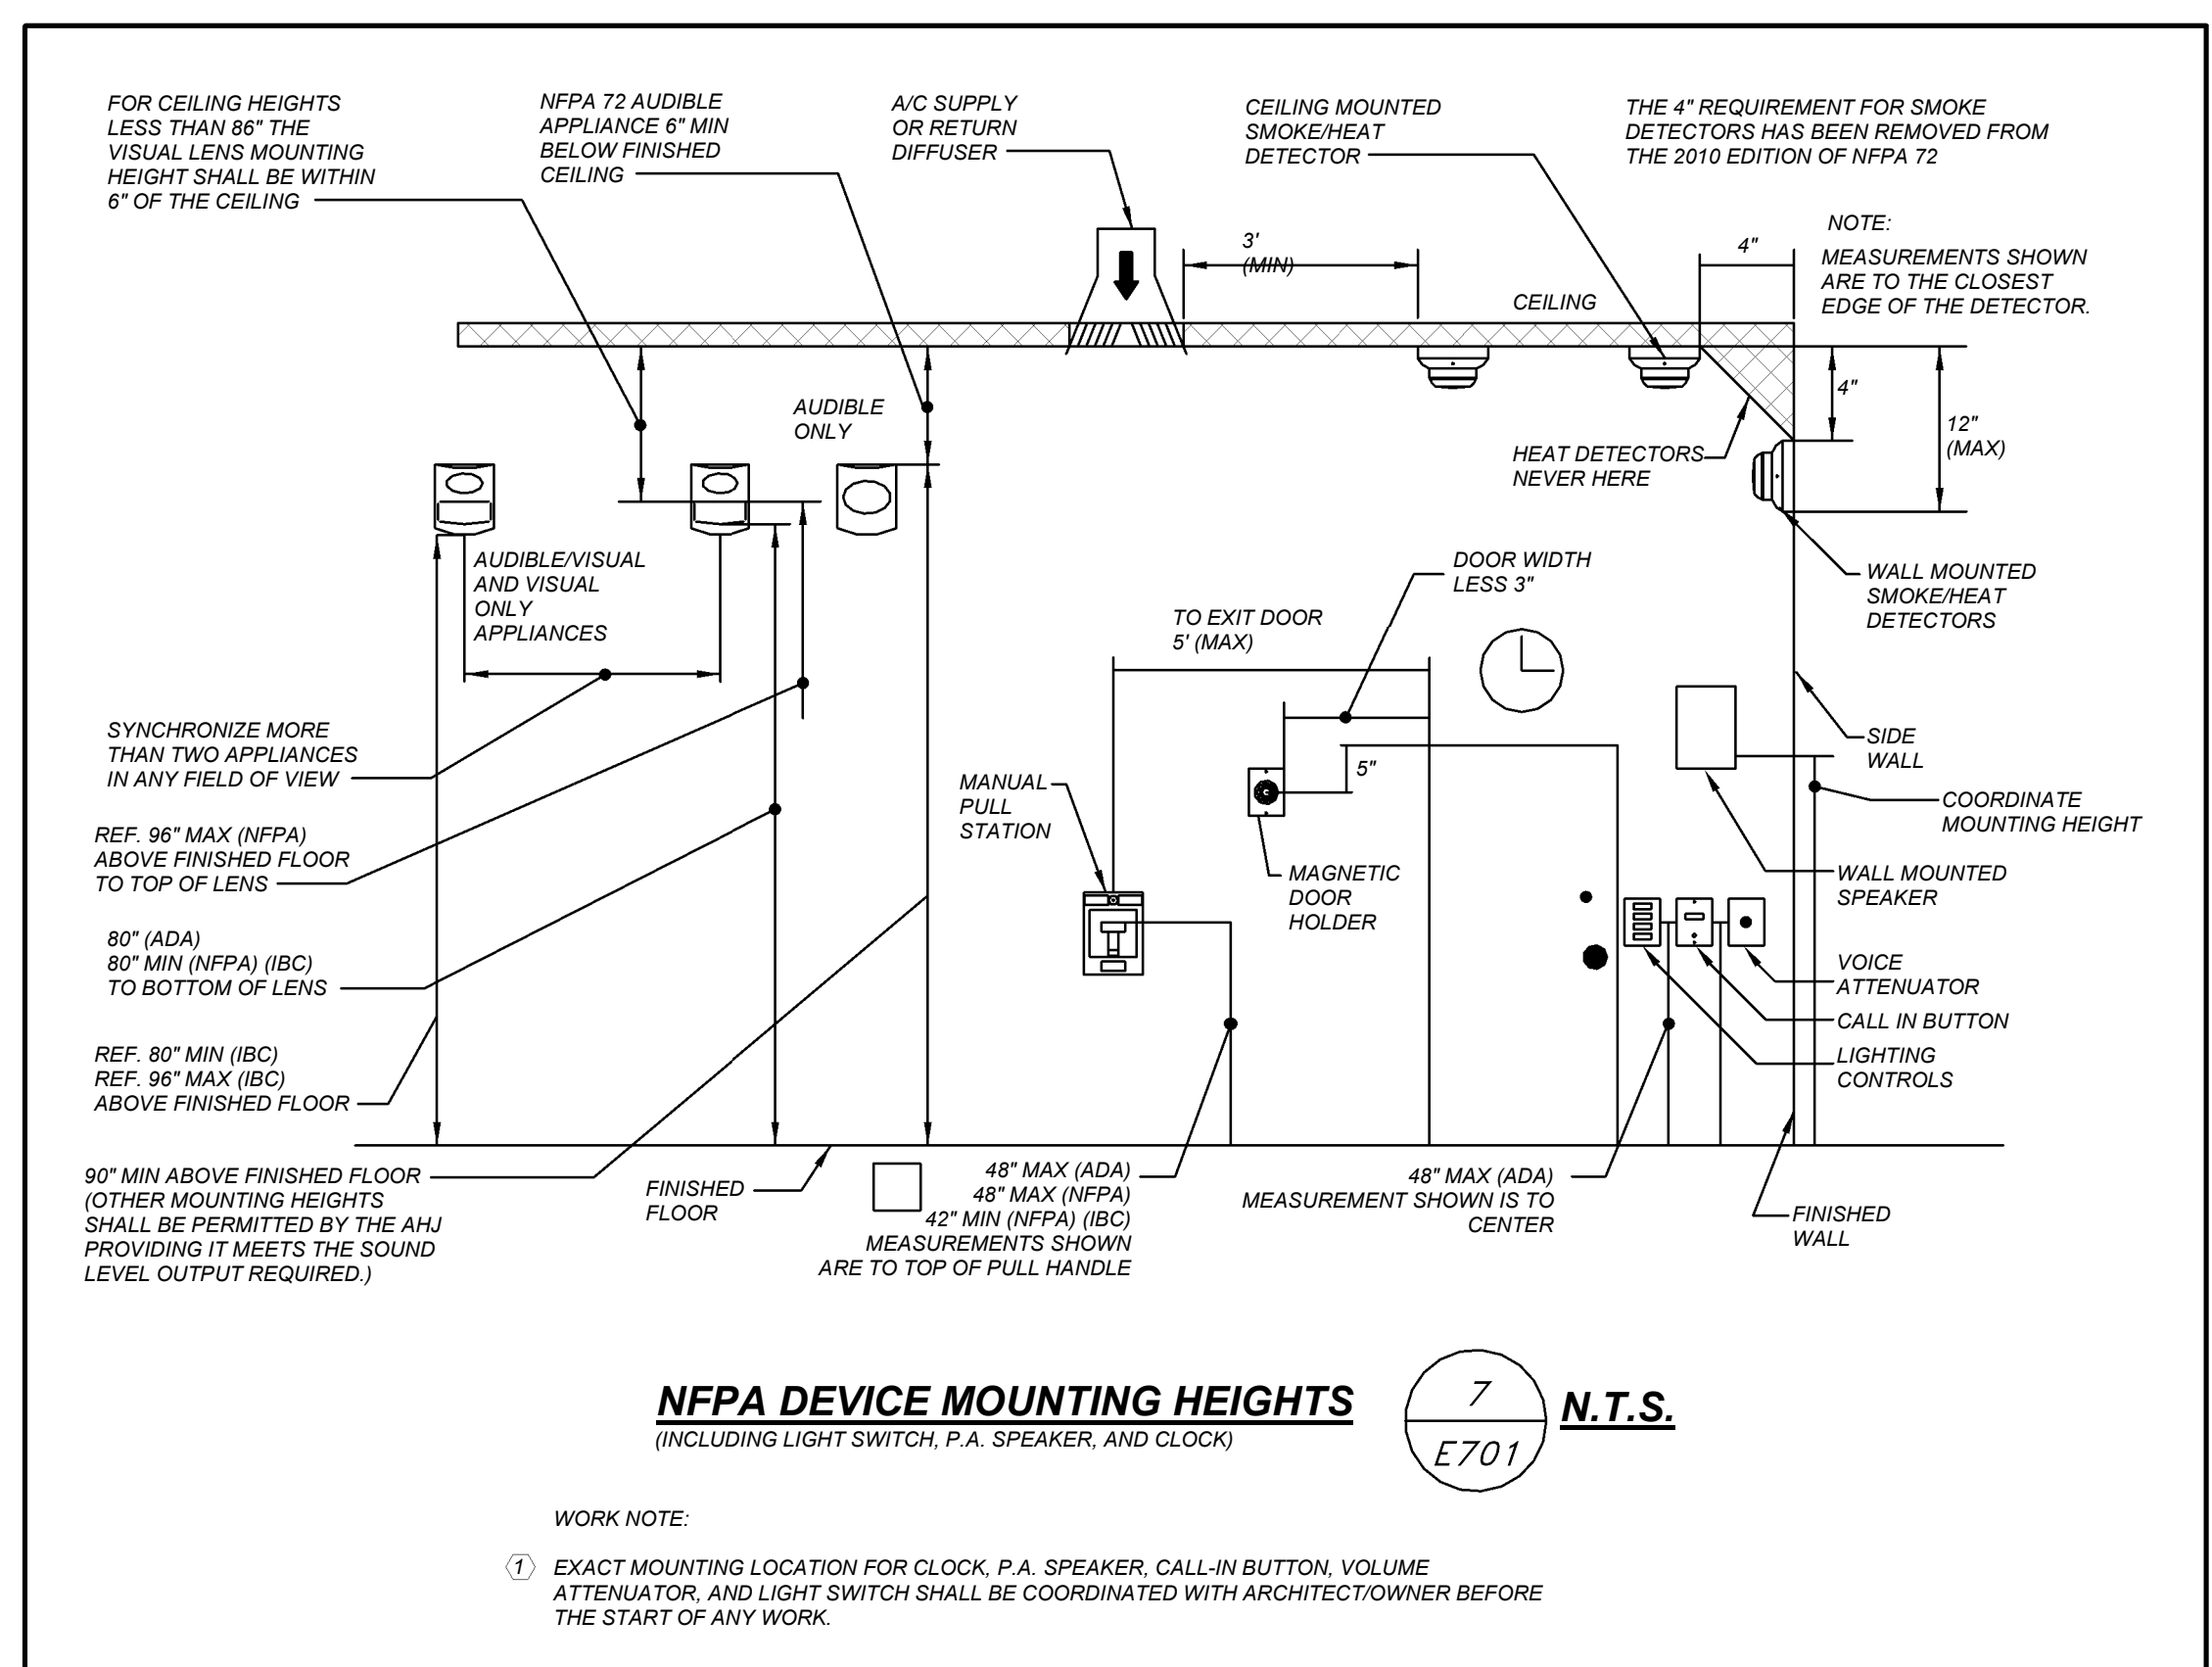 FOR CEILING HEIGHTS
LESS THAN 86" THE
VISUAL LENS MOUNTING
HEIGHT SHALL BE WITHIN
6" OF THE CEILING
NFPA 72 AUDIBLE
APPLIANCE 6" MIN
BELOW FINISHED
CEILING
A/C SUPPLY
OR RETURN
DIFFUSER
CEILING MOUNTED
SMOKE/HEAT
DETECTOR
THE 4" REQUIREMENT FOR SMOKE
DETECTORS HAS BEEN REMOVED FROM
THE 2010 EDITION OF NFPA 72
NOTE:
MEASUREMENTS SHOWN
ARE TO THE CLOSEST
EDGE OF THE DETECTOR.
3'
(MIN)
4"
CEILING
4"
12"
(MAX)
AUDIBLE
ONLY
HEAT DETECTORS
NEVER HERE
AUDIBLE/VISUAL
AND VISUAL
ONLY
APPLIANCES
DOOR WIDTH
LESS 3"
WALL MOUNTED
SMOKE/HEAT
DETECTORS
TO EXIT DOOR
5' (MAX)
SYNCHRONIZE MORE
THAN TWO APPLIANCES
IN ANY FIELD OF VIEW
SIDE
WALL
5"
MANUAL
PULL
STATION
COORDINATE
MOUNTING HEIGHT
REF. 96" MAX (NFPA)
ABOVE FINISHED FLOOR
TO TOP OF LENS
MAGNETIC
DOOR
HOLDER
WALL MOUNTED
SPEAKER
80" (ADA)
80" MIN (NFPA) (IBC)
TO BOTTOM OF LENS
VOICE
ATTENUATOR
CALL IN BUTTON
LIGHTING
CONTROLS
REF. 80" MIN (IBC)
REF. 96" MAX (IBC)
ABOVE FINISHED FLOOR
90" MIN ABOVE FINISHED FLOOR
(OTHER MOUNTING HEIGHTS
SHALL BE PERMITTED BY THE AHJ
PROVIDING IT MEETS THE SOUND
LEVEL OUTPUT REQUIRED.)
FINISHED
FLOOR
48" MAX (ADA)
48" MAX (NFPA)
42" MIN (NFPA) (IBC)
MEASUREMENTS SHOWN
ARE TO TOP OF PULL HANDLE
48" MAX (ADA)
MEASUREMENT SHOWN IS TO
CENTER
FINISHED
WALL
NFPA DEVICE MOUNTING HEIGHTS
(INCLUDING LIGHT SWITCH, P.A. SPEAKER, AND CLOCK)
7
E701
N.T.S.
WORK NOTE:
1 EXACT MOUNTING LOCATION FOR CLOCK, P.A. SPEAKER, CALL-IN BUTTON, VOLUME
ATTENUATOR, AND LIGHT SWITCH SHALL BE COORDINATED WITH ARCHITECT/OWNER BEFORE
THE START OF ANY WORK.